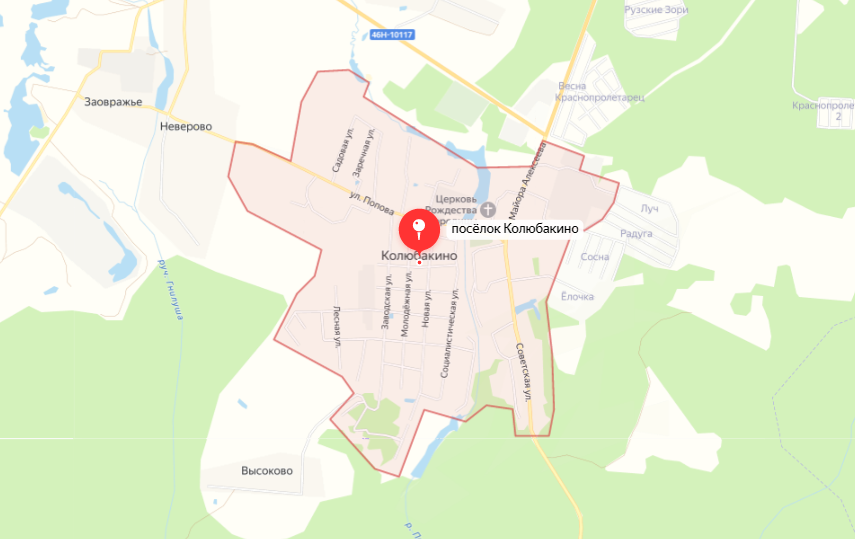 Рузские Зори
46Н-10117
Весна
Краснопролетарец
Заовражье
Краснопроле
2
Неверово
Садовая ул.
Заречная ул.
Майора Алексеева
ул. Попова
Церковь
Рождества
Луч
посёлок Колюбакино
Радуга
Колюбакино
Сосна
руч. Гнилуша
Ёлочка
Лесная ул.
Заводская ул.
Молодёжная ул.
Новая ул.
Социалистическая ул.
Советская ул.
Высоково
р. П